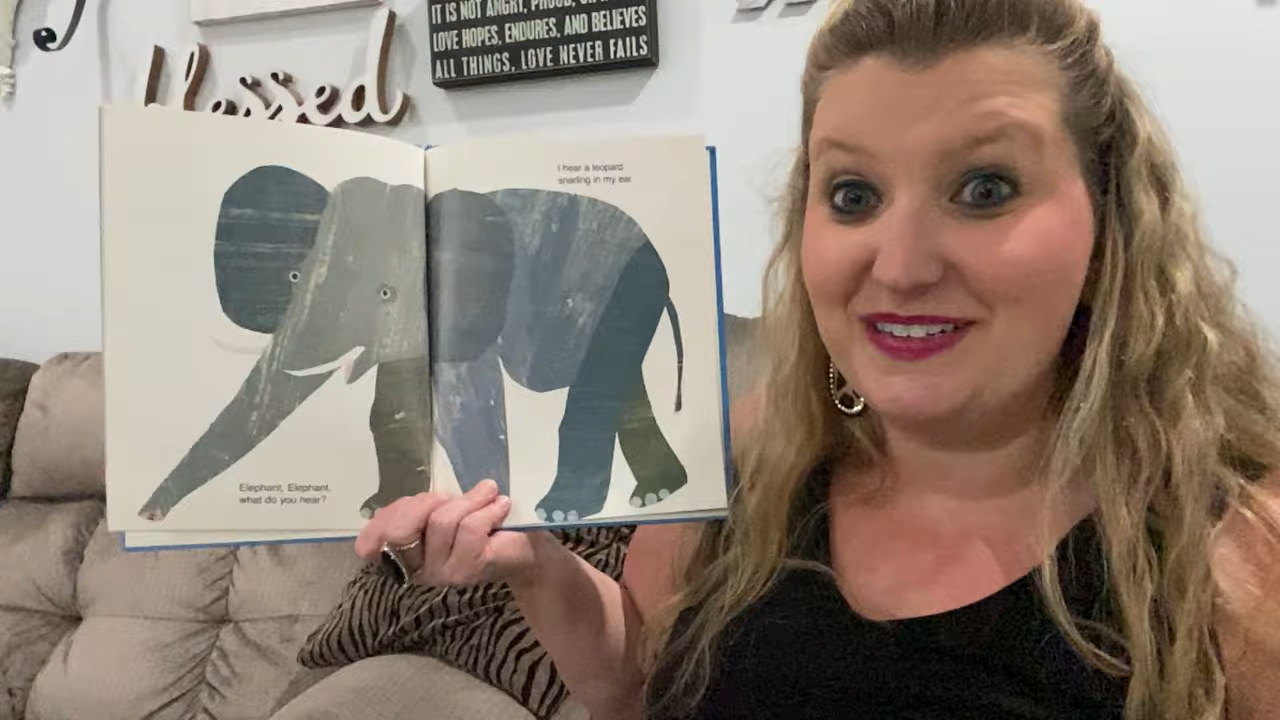 blessed
IT IS NOT ANGRY, PROUD,
LOVE HOPES, ENDURES, AND BELIEVES
ALL THINGS, LOVE NEVER FAILS
I hear a leopard
snarling in my ear.
Elephant, Elephant,
what do you hear?